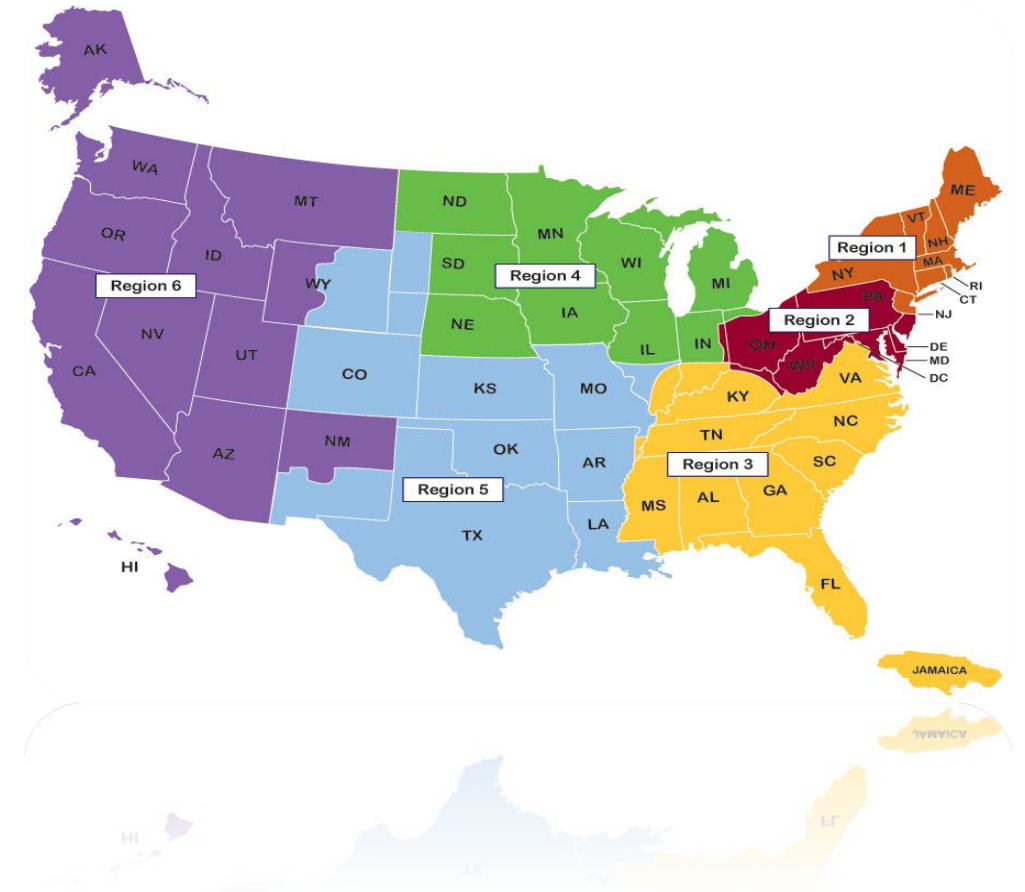 AK
WA
MT
ND
MN
ME
VT
NH
OR
ID
SD
WI
MI
Region 1
MA
NY
RI
CT
Region 6
WY
Region 4
NE
IA
PA
NJ
NV
UT
CO
KS
MO
IL
IN
Region 2
OH
WV
DE
MD
DC
VA
CA
KY
NC
AZ
NM
OK
AR
TN
Region 3
SC
Region 5
TX
LA
MS
AL
GA
HI
FL
JAMAICA